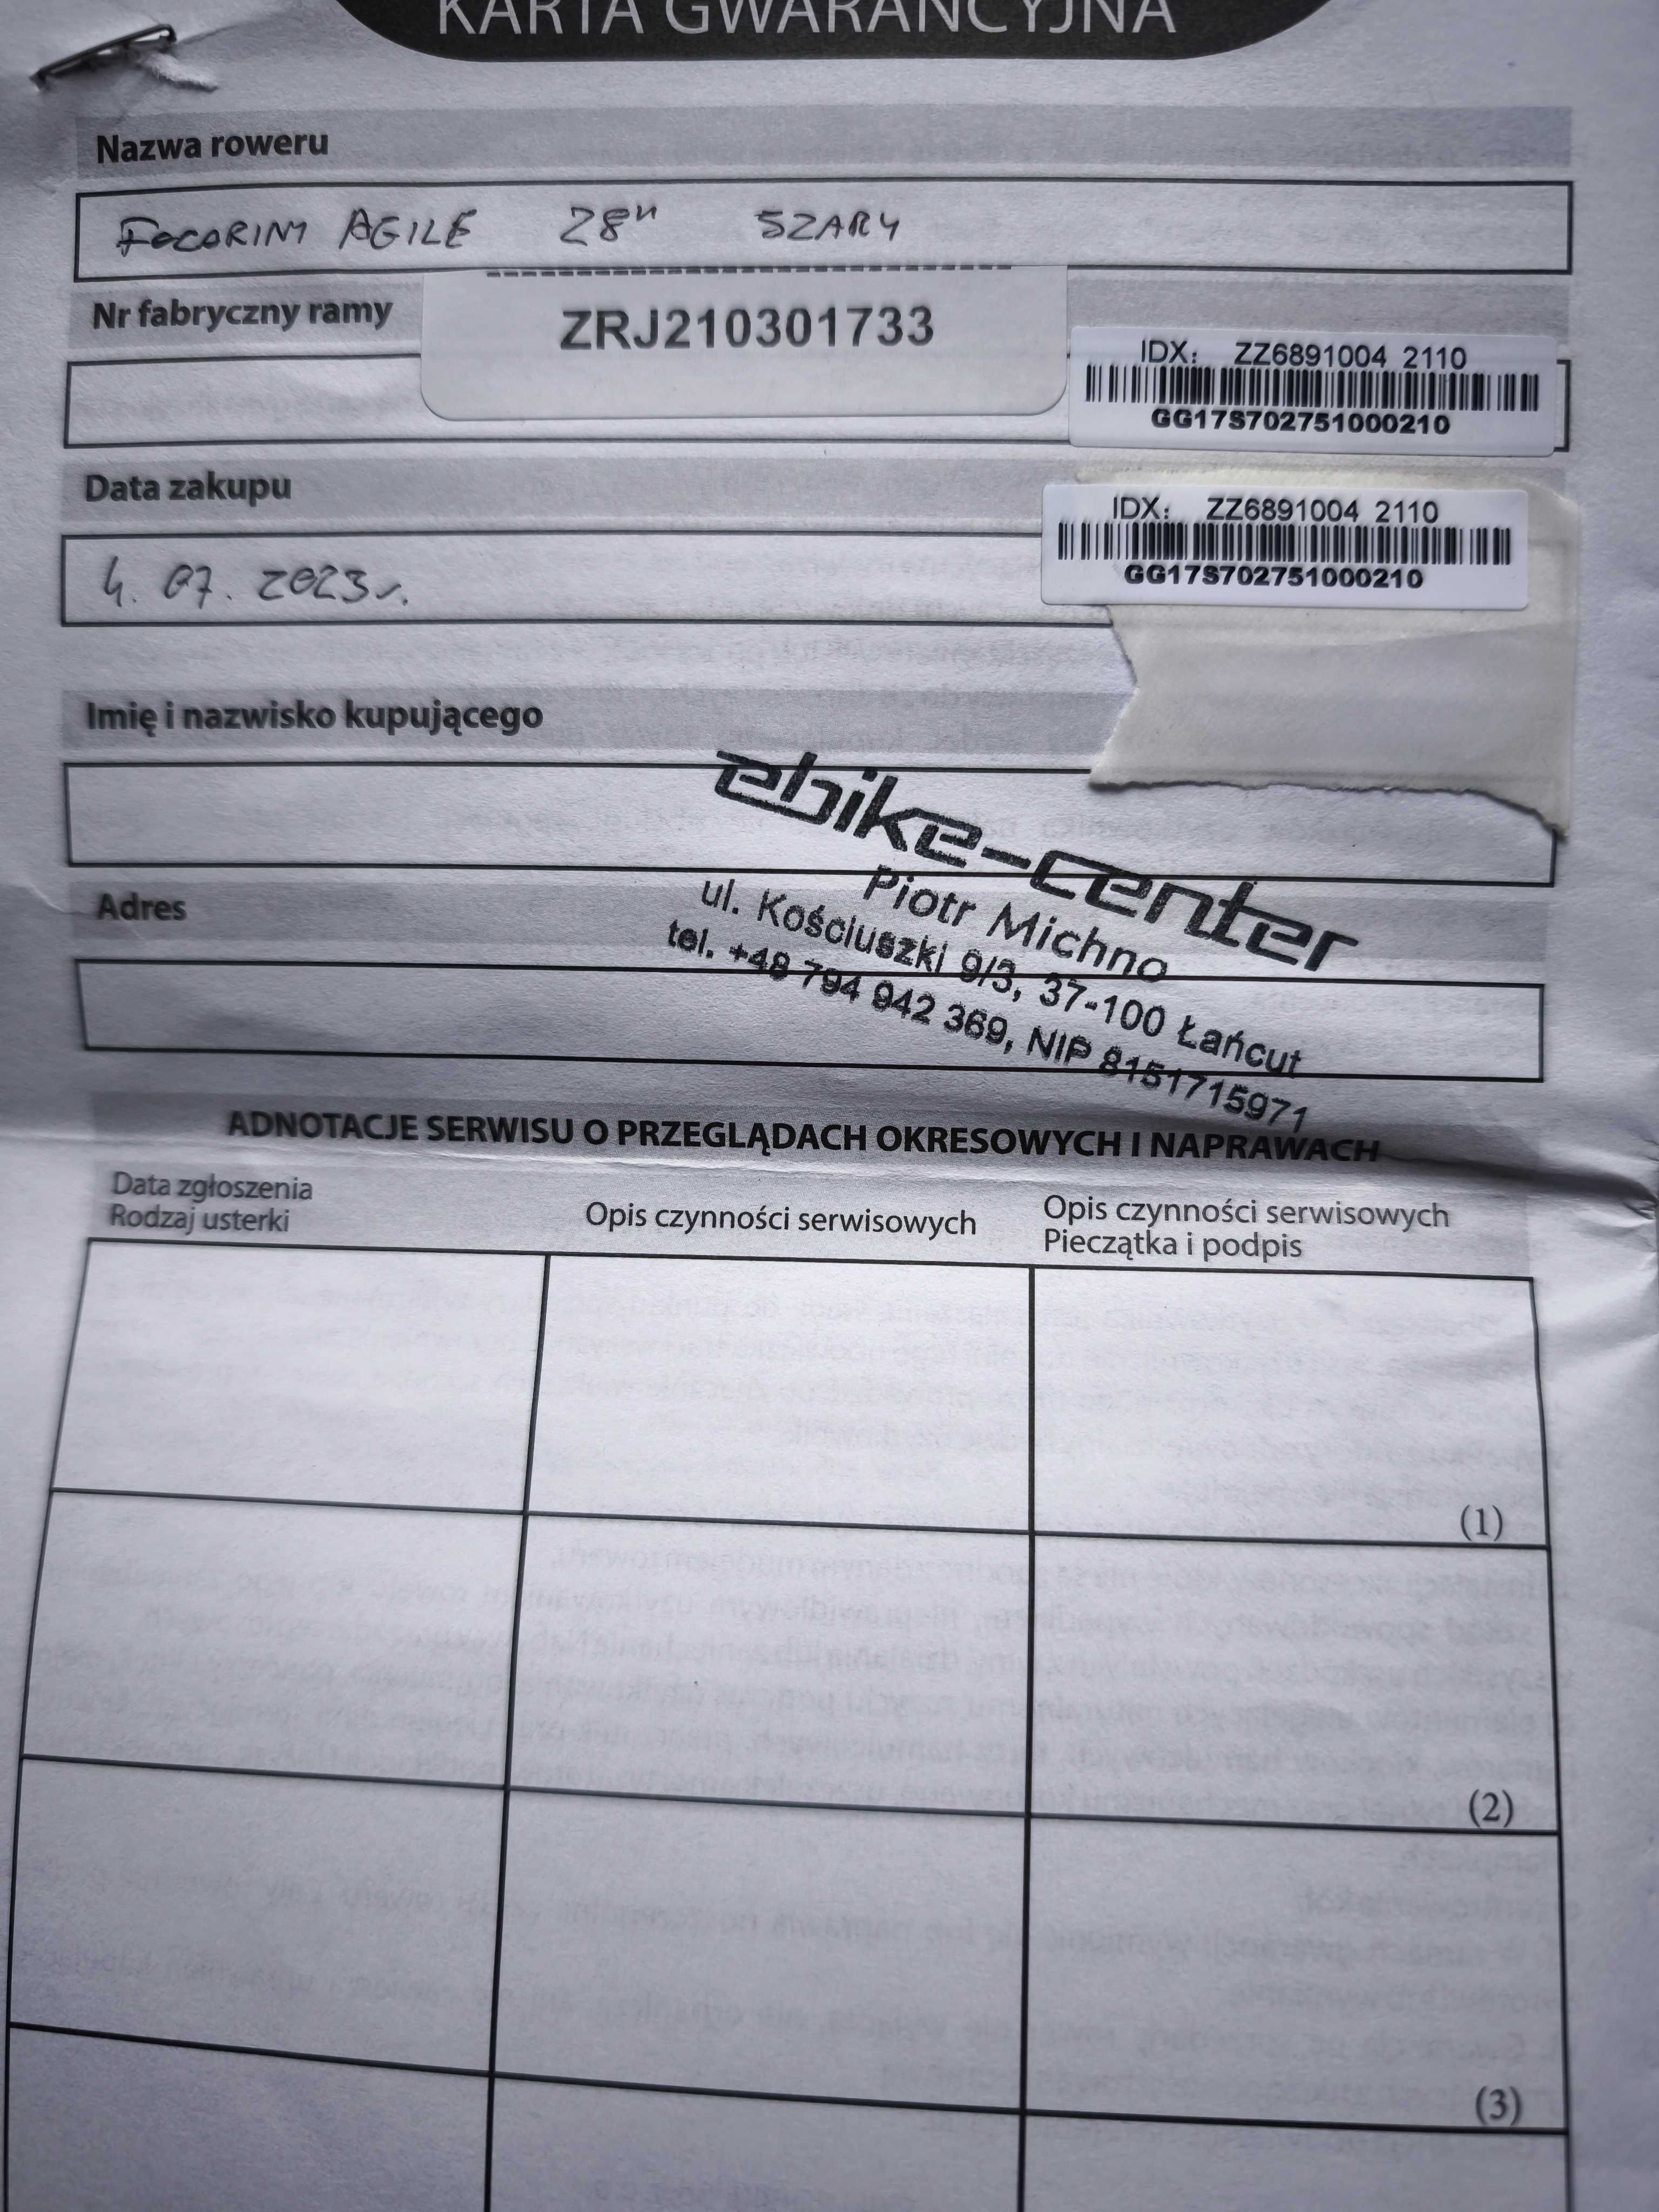 KARTA GWARANCYJNA
Nazwa roweru
FOCARINI AGILE 28" SZARY
Nr fabryczny ramy
ZRJ210301733
IDX: ZZ6891004 2110
GG17S702751000210
Data zakupu
4. 07. 2023r.
IDX: ZZ6891004 2110
GG17S702751000210
Imię i nazwisko kupującego
ebike-center
Piotr Michno
ul. Kościuszki 9/3, 37-100 Łańcut
tel. +48 794 942 369, NIP 8151715971
Adres
ADNOTACJE SERWISU O PRZEGLĄDACH OKRESOWYCH I NAPRAWACH
Data zgłoszenia
Rodzaj usterki
Opis czynności serwisowych
Opis czynności serwisowych
Pieczątka i podpis
(1)
(2)
(3)